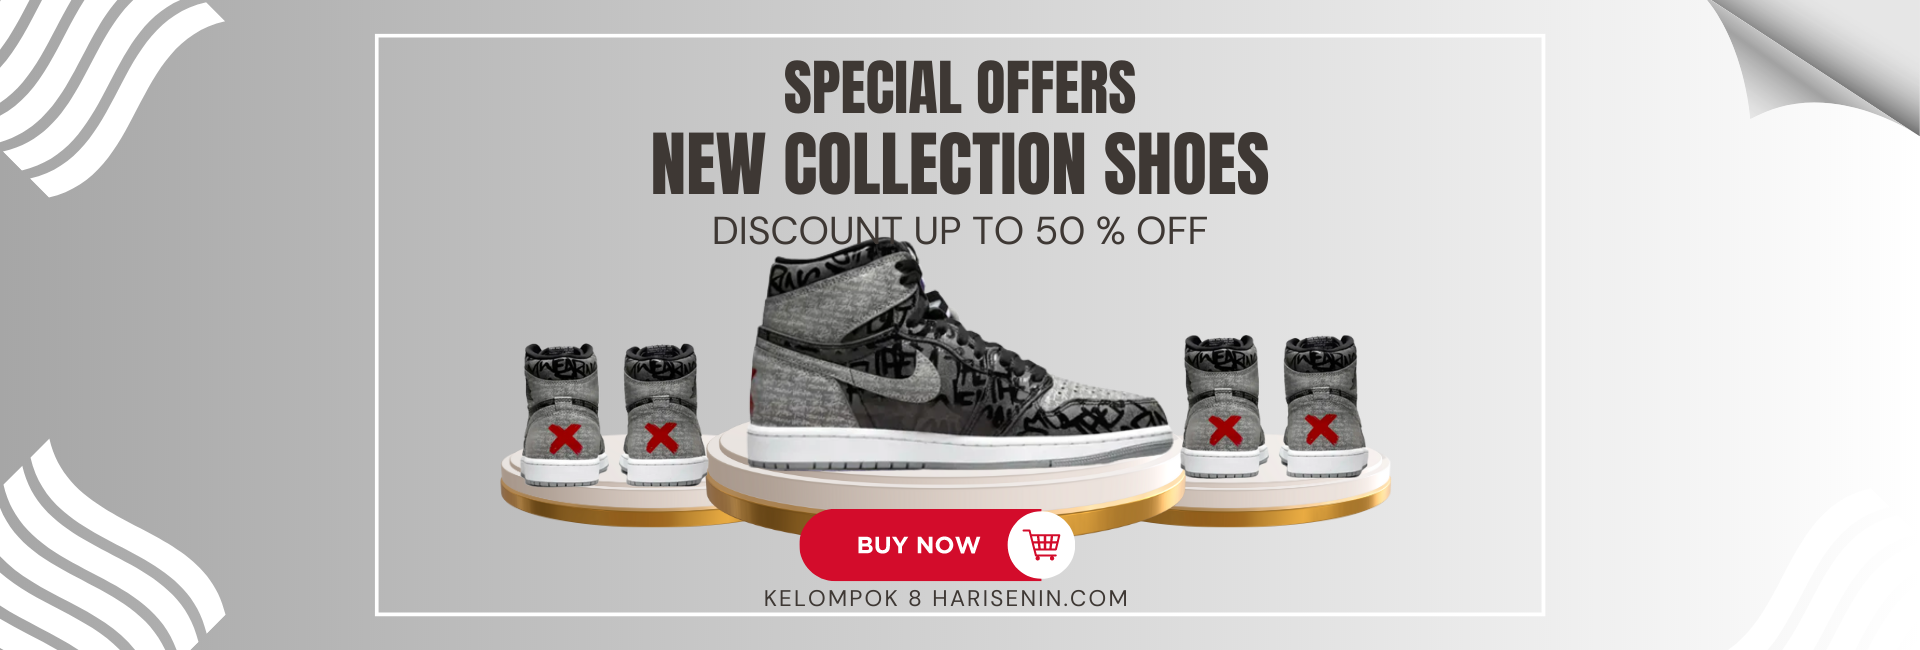 SPECIAL OFFERS
NEW COLLECTION SHOES
DISCOUNT UP TO 50 % OFF
BUY NOW
KELOMPOK 8 HARISENIN.COM